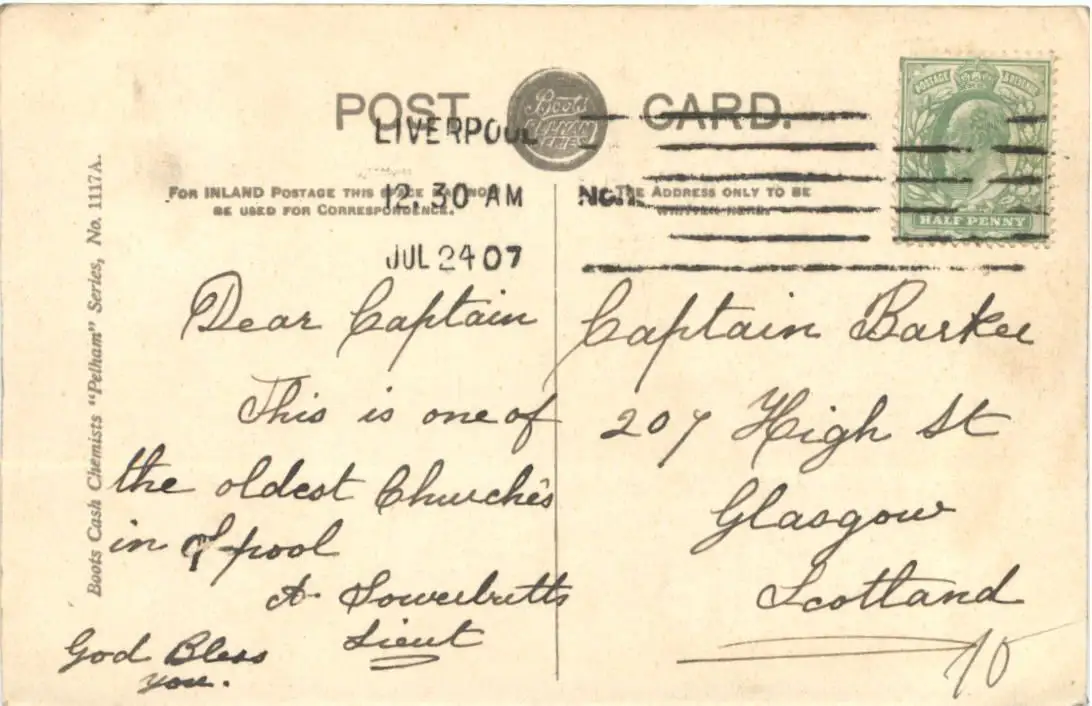 POST CARD.
Boots
PELHAM
SERIES
POSTAGE & REVENUE
HALF PENNY
LIVERPOOL
12.30 AM
JUL 24 07
FOR INLAND POSTAGE THIS SPACE MAY NOW
BE USED FOR CORRESPONDENCE.
THE ADDRESS ONLY TO BE
WRITTEN HERE.
Boots Cash Chemists "Pelham" Series, No. 1117A.
Dear Captain
This is one of
the oldest Churchês
in L'pool
A. Sowerbutts
Lieut
God Bless
you.
Captain Barker
207 High St
Glasgow
Scotland